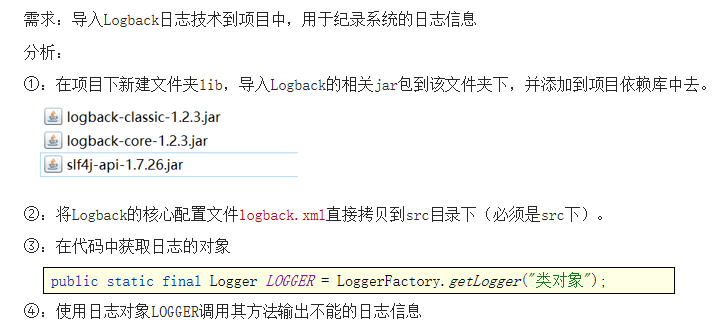 需求：导入Logback日志技术到项目中，用于纪录系统的日志信息
分析：
①：在项目下新建文件夹lib，导入Logback的相关jar包到该文件夹下，并添加到项目依赖库中去。
logback-classic-1.2.3.jar
logback-core-1.2.3.jar
slf4j-api-1.7.26.jar
②：将Logback的核心配置文件logback.xml直接拷贝到src目录下（必须是src下）。
③：在代码中获取日志的对象
public static final Logger LOGGER = LoggerFactory.getLogger("类对象");
④：使用日志对象LOGGER调用其方法输出不能的日志信息